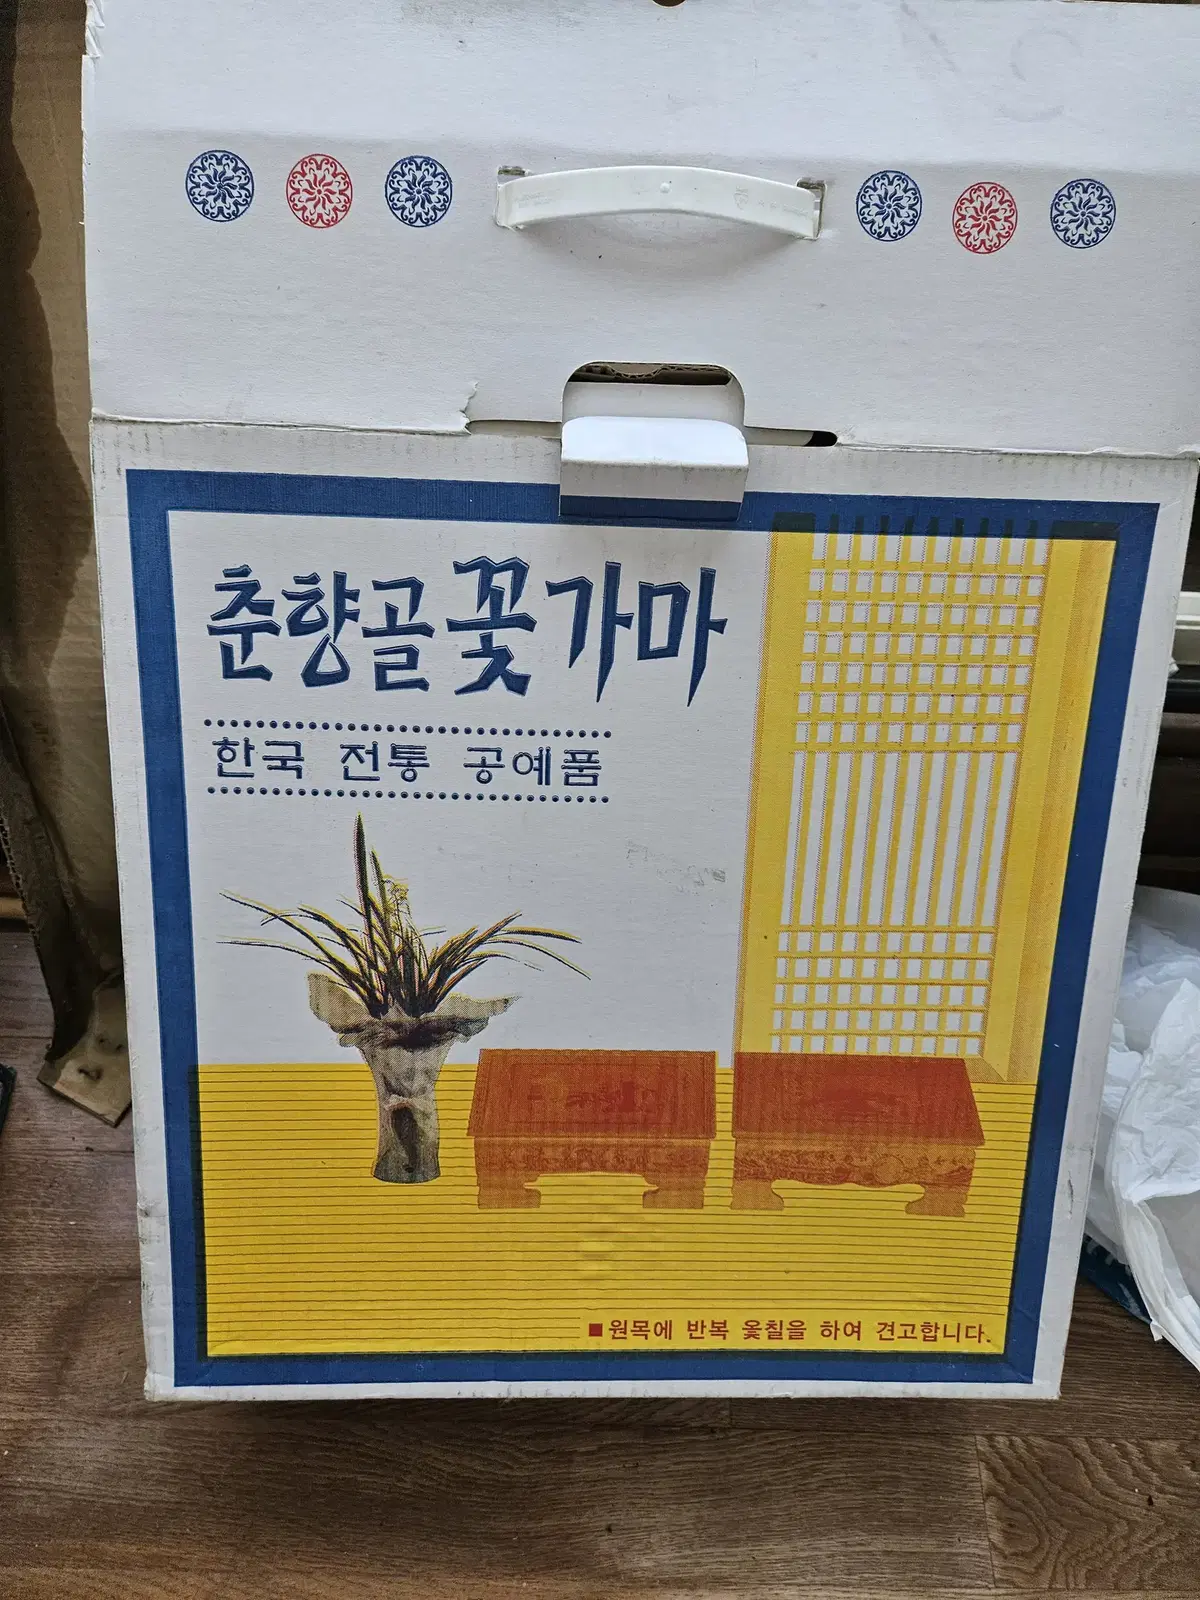 춘향골 꽃가마
한국 전통 공예품
■원목에 반복 옻칠을 하여 견고합니다.